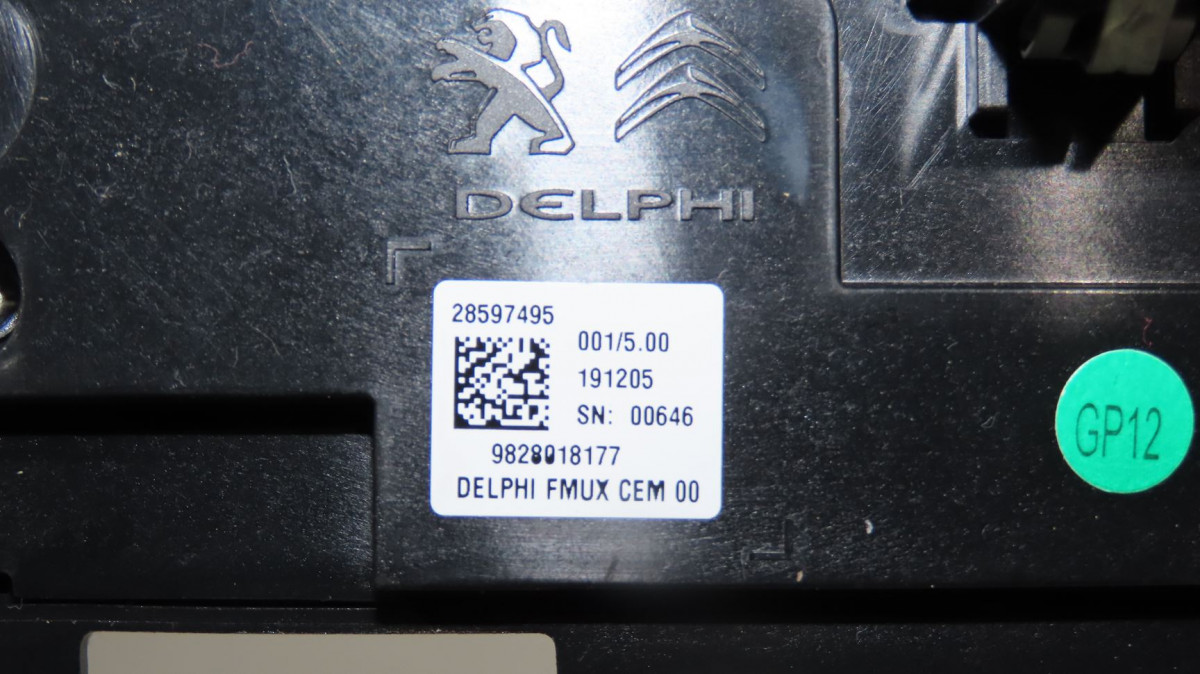 DELPHI
28597495
001/5.00
191205
SN: 00646
9828018177
DELPHI FMUX CEM 00
GP12